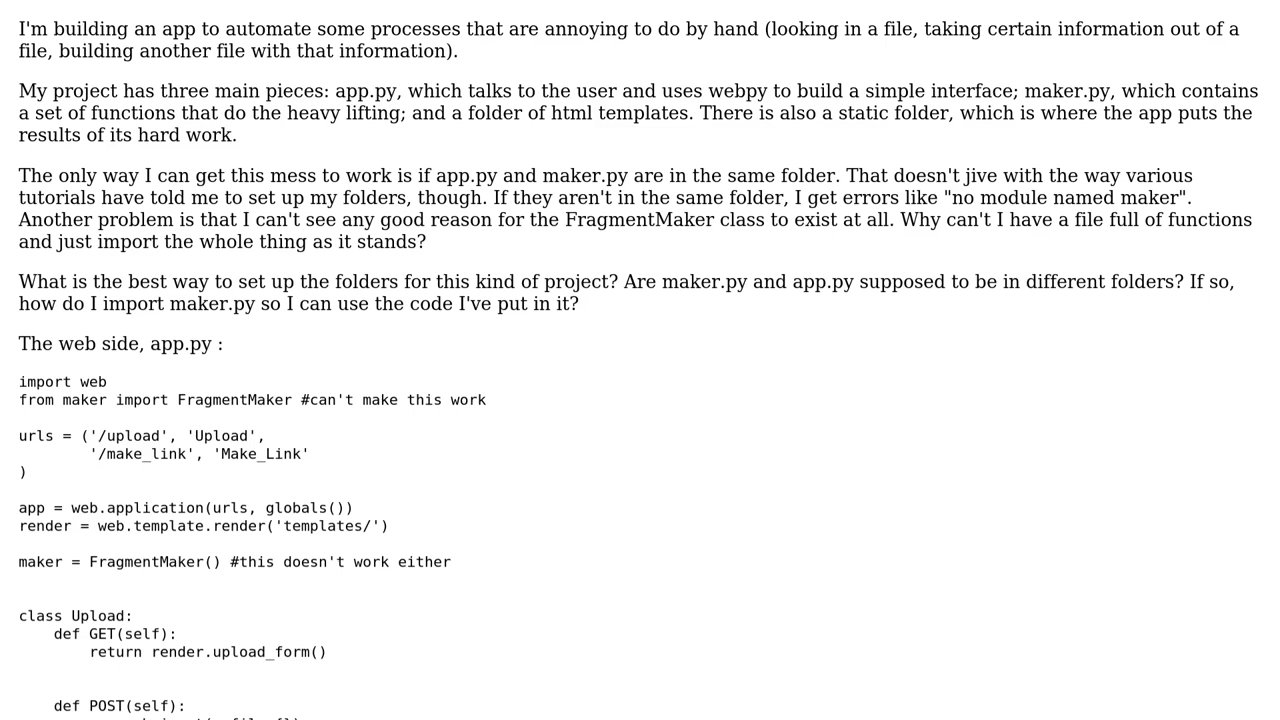 I'm building an app to automate some processes that are annoying to do by hand (looking in a file, taking certain information out of a
file, building another file with that information).
My project has three main pieces: app.py, which talks to the user and uses webpy to build a simple interface; maker.py, which contains
a set of functions that do the heavy lifting; and a folder of html templates. There is also a static folder, which is where the app puts the
results of its hard work.
The only way I can get this mess to work is if app.py and maker.py are in the same folder. That doesn't jive with the way various
tutorials have told me to set up my folders, though. If they aren't in the same folder, I get errors like "no module named maker".
Another problem is that I can't see any good reason for the FragmentMaker class to exist at all. Why can't I have a file full of functions
and just import the whole thing as it stands?
What is the best way to set up the folders for this kind of project? Are maker.py and app.py supposed to be in different folders? If so,
how do I import maker.py so I can use the code I've put in it?
The web side, app.py :
import web
from maker import FragmentMaker #can't make this work
urls = ('/upload', 'Upload',
        '/make_link', 'Make_Link'
)
app = web.application(urls, globals())
render = web.template.render('templates/')
maker = FragmentMaker() #this doesn't work either
class Upload:
    def GET(self):
        return render.upload_form()
    def POST(self):